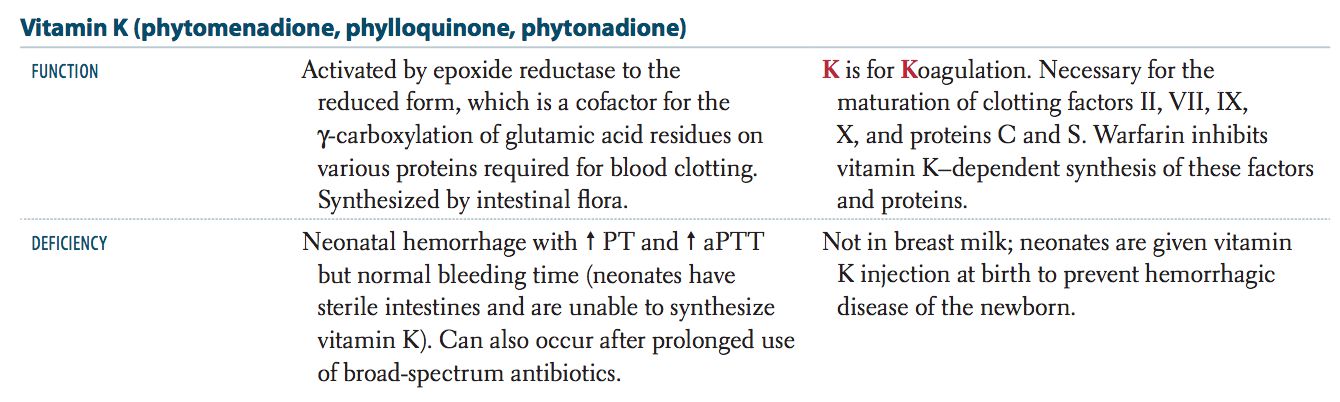 Vitamin K (phytomenadione, phylloquinone, phytonadione)
FUNCTION
Activated by epoxide reductase to the
reduced form, which is a cofactor for the
γ-carboxylation of glutamic acid residues on
various proteins required for blood clotting.
Synthesized by intestinal flora.
K is for Koagulation. Necessary for the
maturation of clotting factors II, VII, IX,
X, and proteins C and S. Warfarin inhibits
vitamin K–dependent synthesis of these factors
and proteins.
DEFICIENCY
Neonatal hemorrhage with ↑ PT and ↑ aPTT
but normal bleeding time (neonates have
sterile intestines and are unable to synthesize
vitamin K). Can also occur after prolonged use
of broad-spectrum antibiotics.
Not in breast milk; neonates are given vitamin
K injection at birth to prevent hemorrhagic
disease of the newborn.